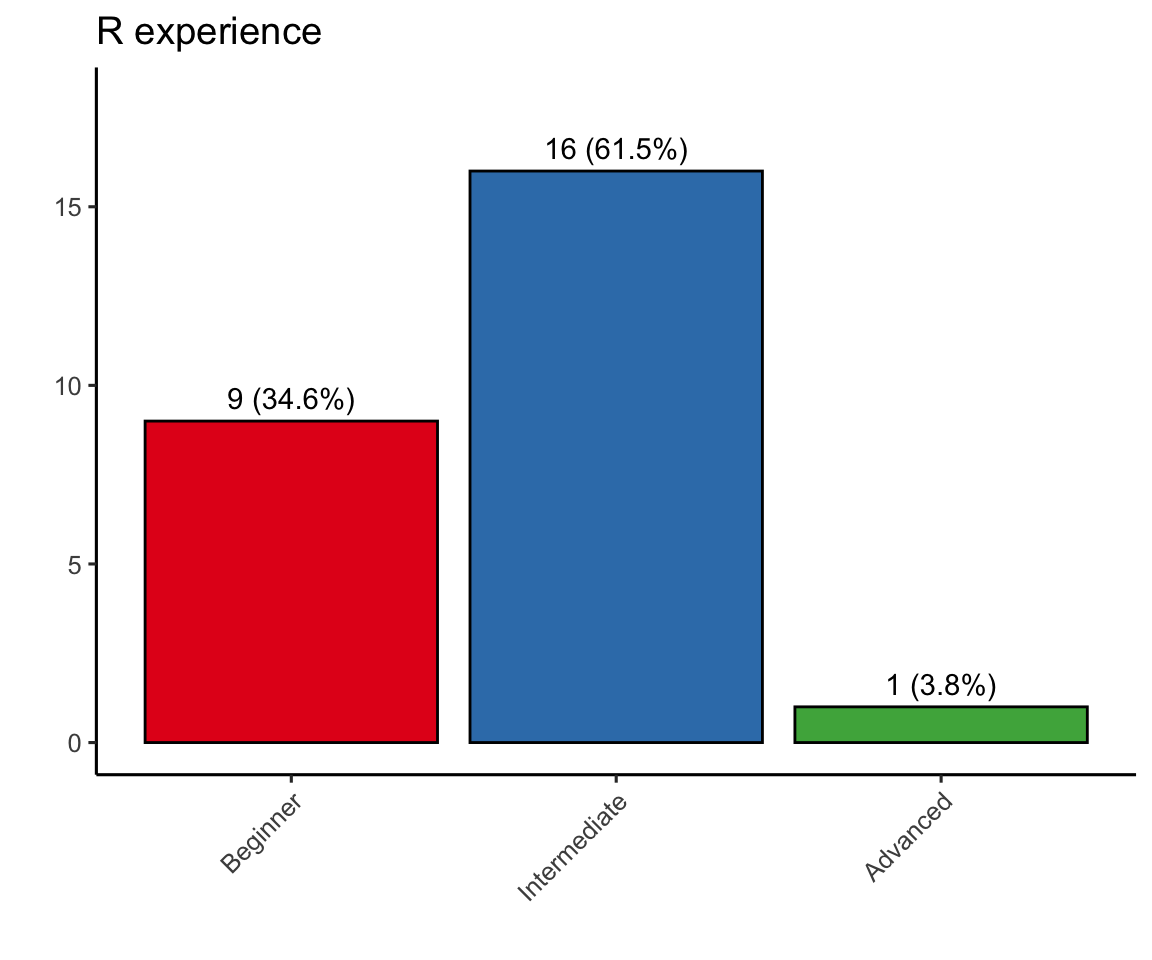 R experience
16 (61.5%)
15
10
9 (34.6%)
5
1 (3.8%)
0
Beginner
Intermediate
Advanced